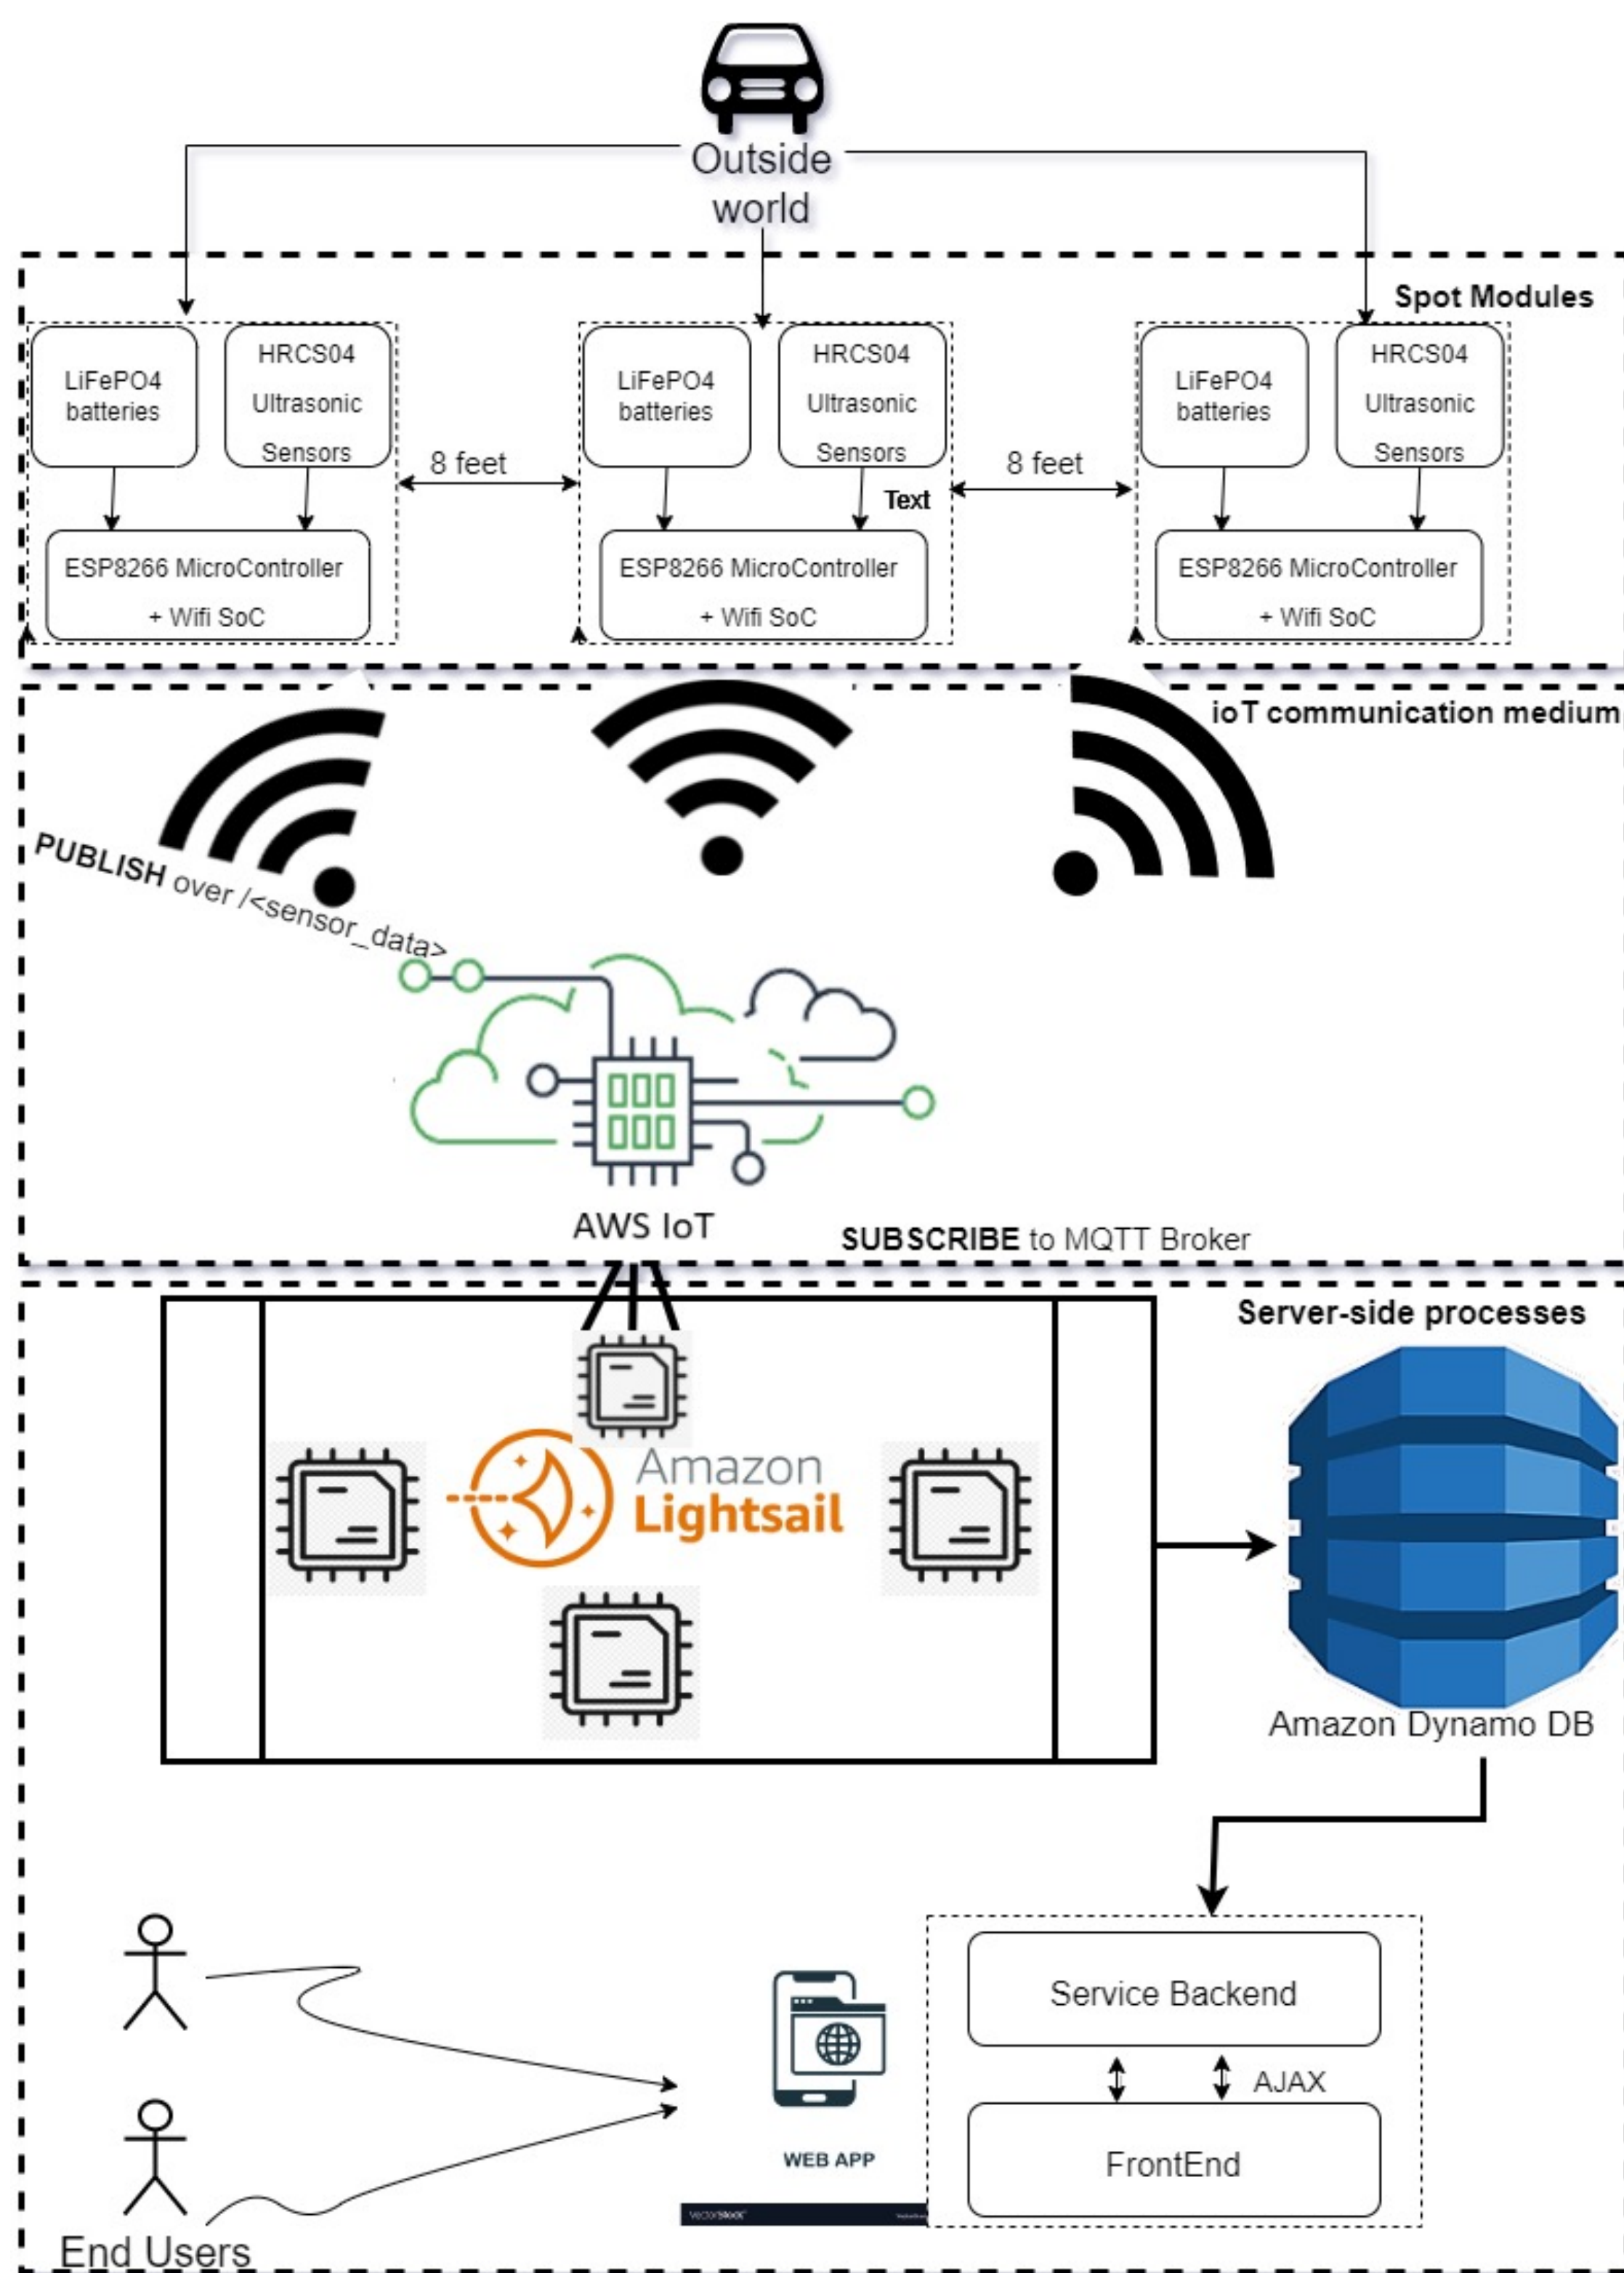 Outside
world
Spot Modules
LiFePO4
batteries
HRCS04
Ultrasonic
Sensors
ESP8266 MicroController
+ Wifi SoC
8 feet
LiFePO4
batteries
HRCS04
Ultrasonic
Sensors
Text
ESP8266 MicroController
+ Wifi SoC
8 feet
LiFePO4
batteries
HRCS04
Ultrasonic
Sensors
ESP8266 MicroController
+ Wifi SoC
ioT communication medium
PUBLISH over /<sensor_data>
AWS IoT
SUBSCRIBE to MQTT Broker
Server-side processes
Amazon
Lightsail
Amazon Dynamo DB
Service Backend
AJAX
FrontEnd
WEB APP
VectorStock
End Users